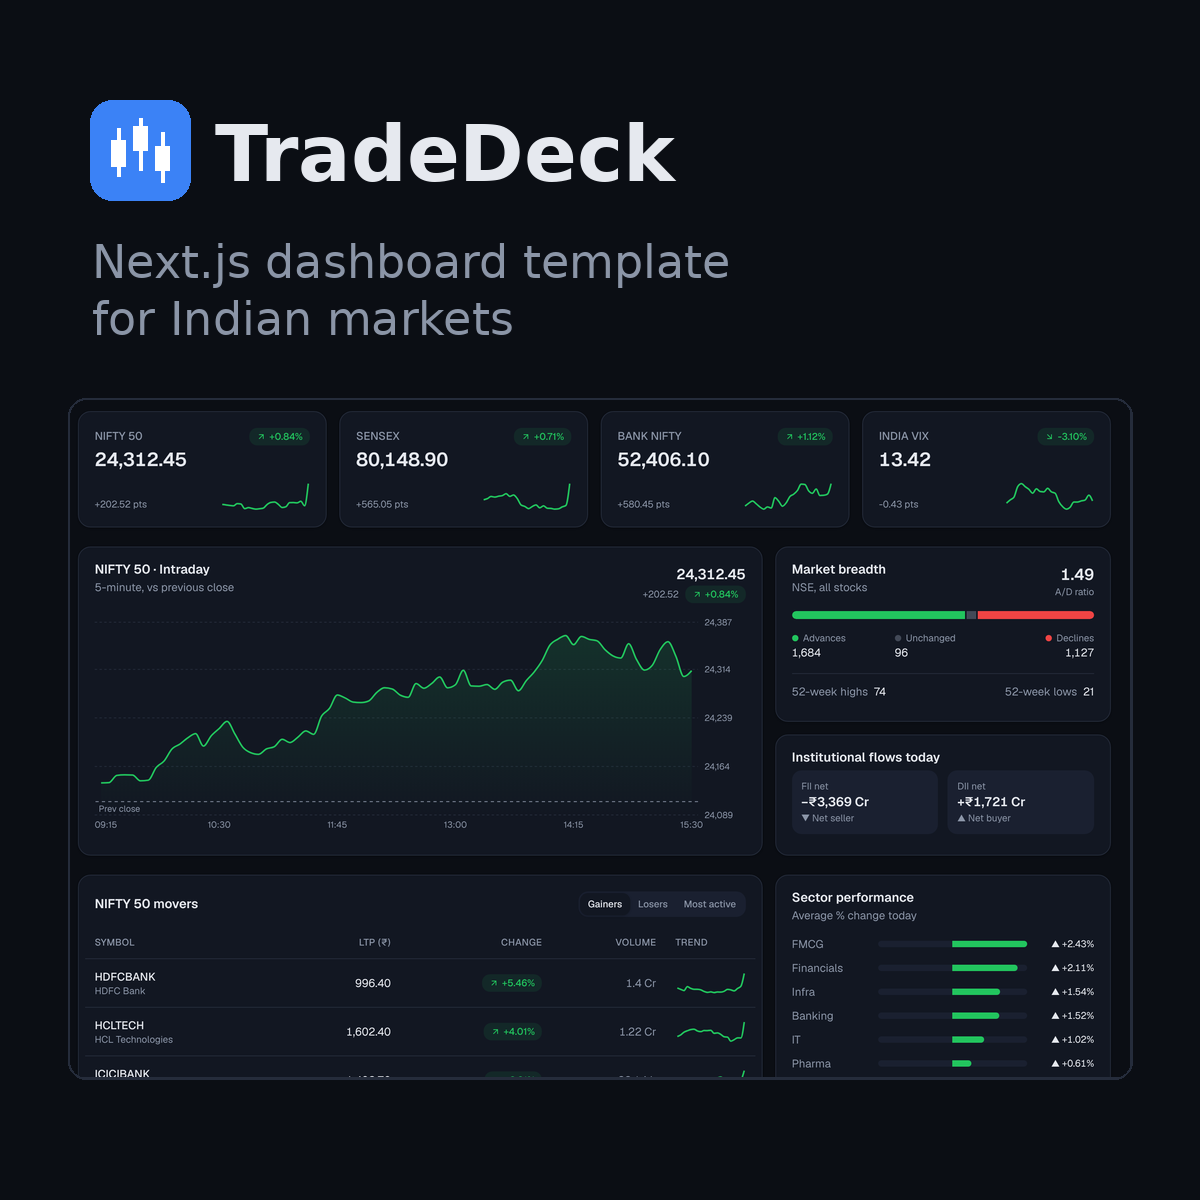 TradeDeck
Next.js dashboard template
for Indian markets
NIFTY 50
+0.84%
24,312.45
+202.52 pts
SENSEX
+0.71%
80,148.90
+565.05 pts
BANK NIFTY
+1.12%
52,406.10
+580.45 pts
INDIA VIX
-3.10%
13.42
-0.43 pts
NIFTY 50 · Intraday
5-minute, vs previous close
24,312.45
+202.52
+0.84%
24,387
24,314
24,239
24,164
24,089
Prev close
09:15
10:30
11:45
13:00
14:15
15:30
Market breadth
NSE, all stocks
1.49
A/D ratio
Advances
1,684
Unchanged
96
Declines
1,127
52-week highs 74
52-week lows 21
Institutional flows today
FII net
−₹3,369 Cr
▼ Net seller
DII net
+₹1,721 Cr
▲ Net buyer
NIFTY 50 movers
Gainers
Losers
Most active
SYMBOL
LTP (₹)
CHANGE
VOLUME
TREND
HDFCBANK
HDFC Bank
996.40
+5.46%
1.4 Cr
HCLTECH
HCL Technologies
1,602.40
+4.01%
1.22 Cr
ICICIBANK
Sector performance
Average % change today
FMCG
▲ +2.43%
Financials
▲ +2.11%
Infra
▲ +1.54%
Banking
▲ +1.52%
IT
▲ +1.02%
Pharma
▲ +0.61%